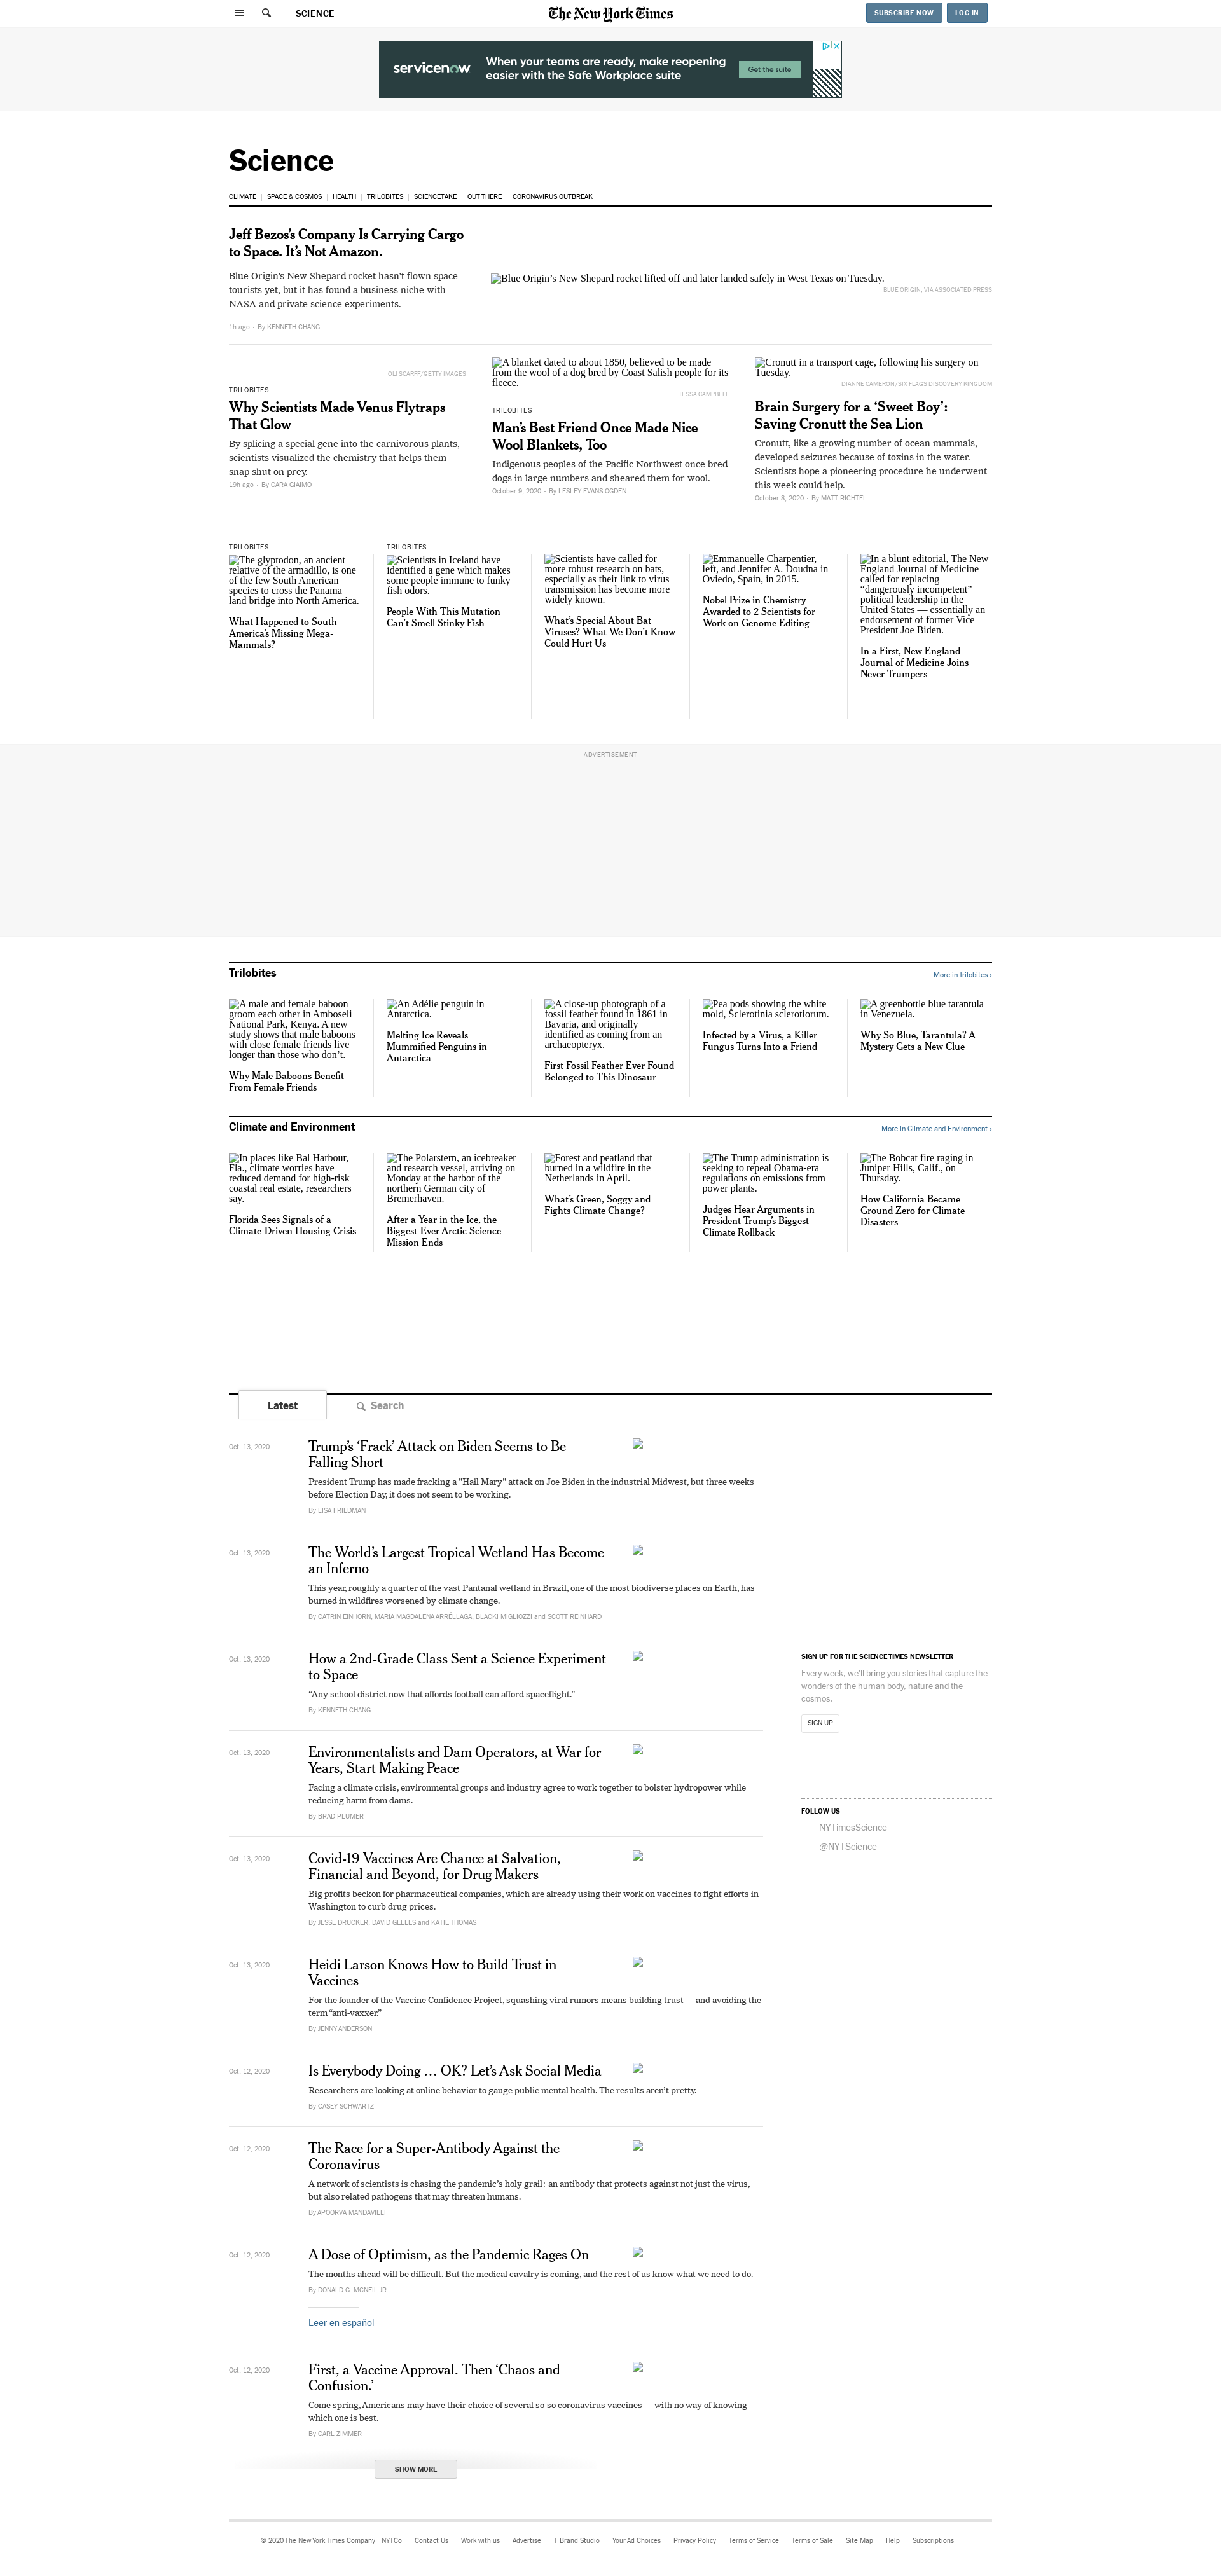 SCIENCE
The New York Times
SUBSCRIBE NOW
LOG IN
servicenow
When your teams are ready, make reopening
easier with the Safe Workplace suite
Get the suite
Science
CLIMATE
SPACE & COSMOS
HEALTH
TRILOBITES
SCIENCETAKE
OUT THERE
CORONAVIRUS OUTBREAK
Jeff Bezos’s Company Is Carrying Cargo
to Space. It’s Not Amazon.
Blue Origin’s New Shepard rocket hasn’t flown space
tourists yet, but it has found a business niche with
NASA and private science experiments.
1h ago • By KENNETH CHANG
Blue Origin’s New Shepard rocket lifted off and later landed safely in West Texas on Tuesday.
BLUE ORIGIN, VIA ASSOCIATED PRESS
OLI SCARFF/GETTY IMAGES
TRILOBITES
Why Scientists Made Venus Flytraps
That Glow
By splicing a special gene into the carnivorous plants,
scientists visualized the chemistry that helps them
snap shut on prey.
19h ago • By CARA GIAIMO
A blanket dated to about 1850, believed to be made
from the wool of a dog bred by Coast Salish people for its
fleece.
TESSA CAMPBELL
TRILOBITES
Man’s Best Friend Once Made Nice
Wool Blankets, Too
Indigenous peoples of the Pacific Northwest once bred
dogs in large numbers and sheared them for wool.
October 9, 2020 • By LESLEY EVANS OGDEN
Cronutt in a transport cage, following his surgery on
Tuesday.
DIANNE CAMERON/SIX FLAGS DISCOVERY KINGDOM
Brain Surgery for a ‘Sweet Boy’:
Saving Cronutt the Sea Lion
Cronutt, like a growing number of ocean mammals,
developed seizures because of toxins in the water.
Scientists hope a pioneering procedure he underwent
this week could help.
October 8, 2020 • By MATT RICHTEL
TRILOBITES
The glyptodon, an ancient
relative of the armadillo, is one
of the few South American
species to cross the Panama
land bridge into North America.
What Happened to South
America’s Missing Mega-
Mammals?
TRILOBITES
Scientists in Iceland have
identified a gene which makes
some people immune to funky
fish odors.
People With This Mutation
Can’t Smell Stinky Fish
Scientists have called for
more robust research on bats,
especially as their link to virus
transmission has become more
widely known.
What’s Special About Bat
Viruses? What We Don’t Know
Could Hurt Us
Emmanuelle Charpentier,
left, and Jennifer A. Doudna in
Oviedo, Spain, in 2015.
Nobel Prize in Chemistry
Awarded to 2 Scientists for
Work on Genome Editing
In a blunt editorial, The New
England Journal of Medicine
called for replacing
“dangerously incompetent”
political leadership in the
United States — essentially an
endorsement of former Vice
President Joe Biden.
In a First, New England
Journal of Medicine Joins
Never-Trumpers
ADVERTISEMENT
Trilobites
More in Trilobites ›
A male and female baboon
groom each other in Amboseli
National Park, Kenya. A new
study shows that male baboons
with close female friends live
longer than those who don’t.
Why Male Baboons Benefit
From Female Friends
An Adélie penguin in
Antarctica.
Melting Ice Reveals
Mummified Penguins in
Antarctica
A close-up photograph of a
fossil feather found in 1861 in
Bavaria, and originally
identified as coming from an
archaeopteryx.
First Fossil Feather Ever Found
Belonged to This Dinosaur
Pea pods showing the white
mold, Sclerotinia sclerotiorum.
Infected by a Virus, a Killer
Fungus Turns Into a Friend
A greenbottle blue tarantula
in Venezuela.
Why So Blue, Tarantula? A
Mystery Gets a New Clue
Climate and Environment
More in Climate and Environment ›
In places like Bal Harbour,
Fla., climate worries have
reduced demand for high-risk
coastal real estate, researchers
say.
Florida Sees Signals of a
Climate-Driven Housing Crisis
The Polarstern, an icebreaker
and research vessel, arriving on
Monday at the harbor of the
northern German city of
Bremerhaven.
After a Year in the Ice, the
Biggest-Ever Arctic Science
Mission Ends
Forest and peatland that
burned in a wildfire in the
Netherlands in April.
What’s Green, Soggy and
Fights Climate Change?
The Trump administration is
seeking to repeal Obama-era
regulations on emissions from
power plants.
Judges Hear Arguments in
President Trump’s Biggest
Climate Rollback
The Bobcat fire raging in
Juniper Hills, Calif., on
Thursday.
How California Became
Ground Zero for Climate
Disasters
Latest
Search
Oct. 13, 2020
Trump’s ‘Frack’ Attack on Biden Seems to Be
Falling Short
President Trump has made fracking a "Hail Mary" attack on Joe Biden in the industrial Midwest, but three weeks
before Election Day, it does not seem to be working.
By LISA FRIEDMAN
Oct. 13, 2020
The World’s Largest Tropical Wetland Has Become
an Inferno
This year, roughly a quarter of the vast Pantanal wetland in Brazil, one of the most biodiverse places on Earth, has
burned in wildfires worsened by climate change.
By CATRIN EINHORN, MARIA MAGDALENA ARRÉLLAGA, BLACKI MIGLIOZZI and SCOTT REINHARD
Oct. 13, 2020
How a 2nd-Grade Class Sent a Science Experiment
to Space
“Any school district now that affords football can afford spaceflight.”
By KENNETH CHANG
Oct. 13, 2020
Environmentalists and Dam Operators, at War for
Years, Start Making Peace
Facing a climate crisis, environmental groups and industry agree to work together to bolster hydropower while
reducing harm from dams.
By BRAD PLUMER
Oct. 13, 2020
Covid-19 Vaccines Are Chance at Salvation,
Financial and Beyond, for Drug Makers
Big profits beckon for pharmaceutical companies, which are already using their work on vaccines to fight efforts in
Washington to curb drug prices.
By JESSE DRUCKER, DAVID GELLES and KATIE THOMAS
Oct. 13, 2020
Heidi Larson Knows How to Build Trust in
Vaccines
For the founder of the Vaccine Confidence Project, squashing viral rumors means building trust — and avoiding the
term “anti-vaxxer.”
By JENNY ANDERSON
Oct. 12, 2020
Is Everybody Doing … OK? Let’s Ask Social Media
Researchers are looking at online behavior to gauge public mental health. The results aren’t pretty.
By CASEY SCHWARTZ
Oct. 12, 2020
The Race for a Super-Antibody Against the
Coronavirus
A network of scientists is chasing the pandemic’s holy grail: an antibody that protects against not just the virus,
but also related pathogens that may threaten humans.
By APOORVA MANDAVILLI
Oct. 12, 2020
A Dose of Optimism, as the Pandemic Rages On
The months ahead will be difficult. But the medical cavalry is coming, and the rest of us know what we need to do.
By DONALD G. MCNEIL JR.
Leer en español
Oct. 12, 2020
First, a Vaccine Approval. Then ‘Chaos and
Confusion.’
Come spring, Americans may have their choice of several so-so coronavirus vaccines — with no way of knowing
which one is best.
By CARL ZIMMER
SHOW MORE
SIGN UP FOR THE SCIENCE TIMES NEWSLETTER
Every week, we’ll bring you stories that capture the
wonders of the human body, nature and the
cosmos.
SIGN UP
FOLLOW US
NYTimesScience
@NYTScience
© 2020 The New York Times Company
NYTCo
Contact Us
Work with us
Advertise
T Brand Studio
Your Ad Choices
Privacy Policy
Terms of Service
Terms of Sale
Site Map
Help
Subscriptions